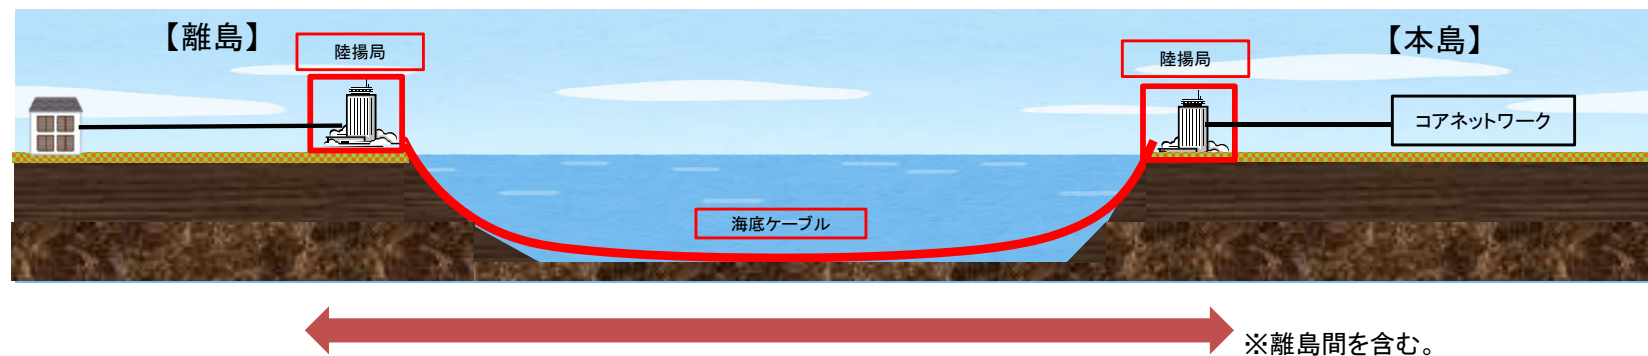 【離島】
陸揚局
陸揚局
【本島】
コアネットワーク
海底ケーブル
※離島間を含む。